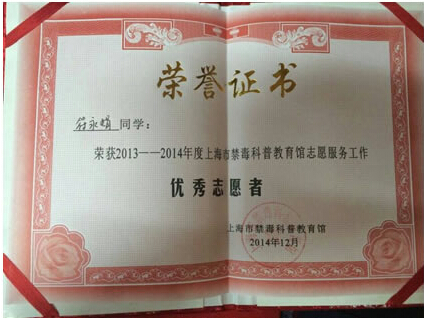 荣誉证书
符永娟 同学：
荣获2013——2014年度上海市禁毒科普教育馆志愿服务工作
优秀志愿者
上海市禁毒科普教育馆
2014年12月